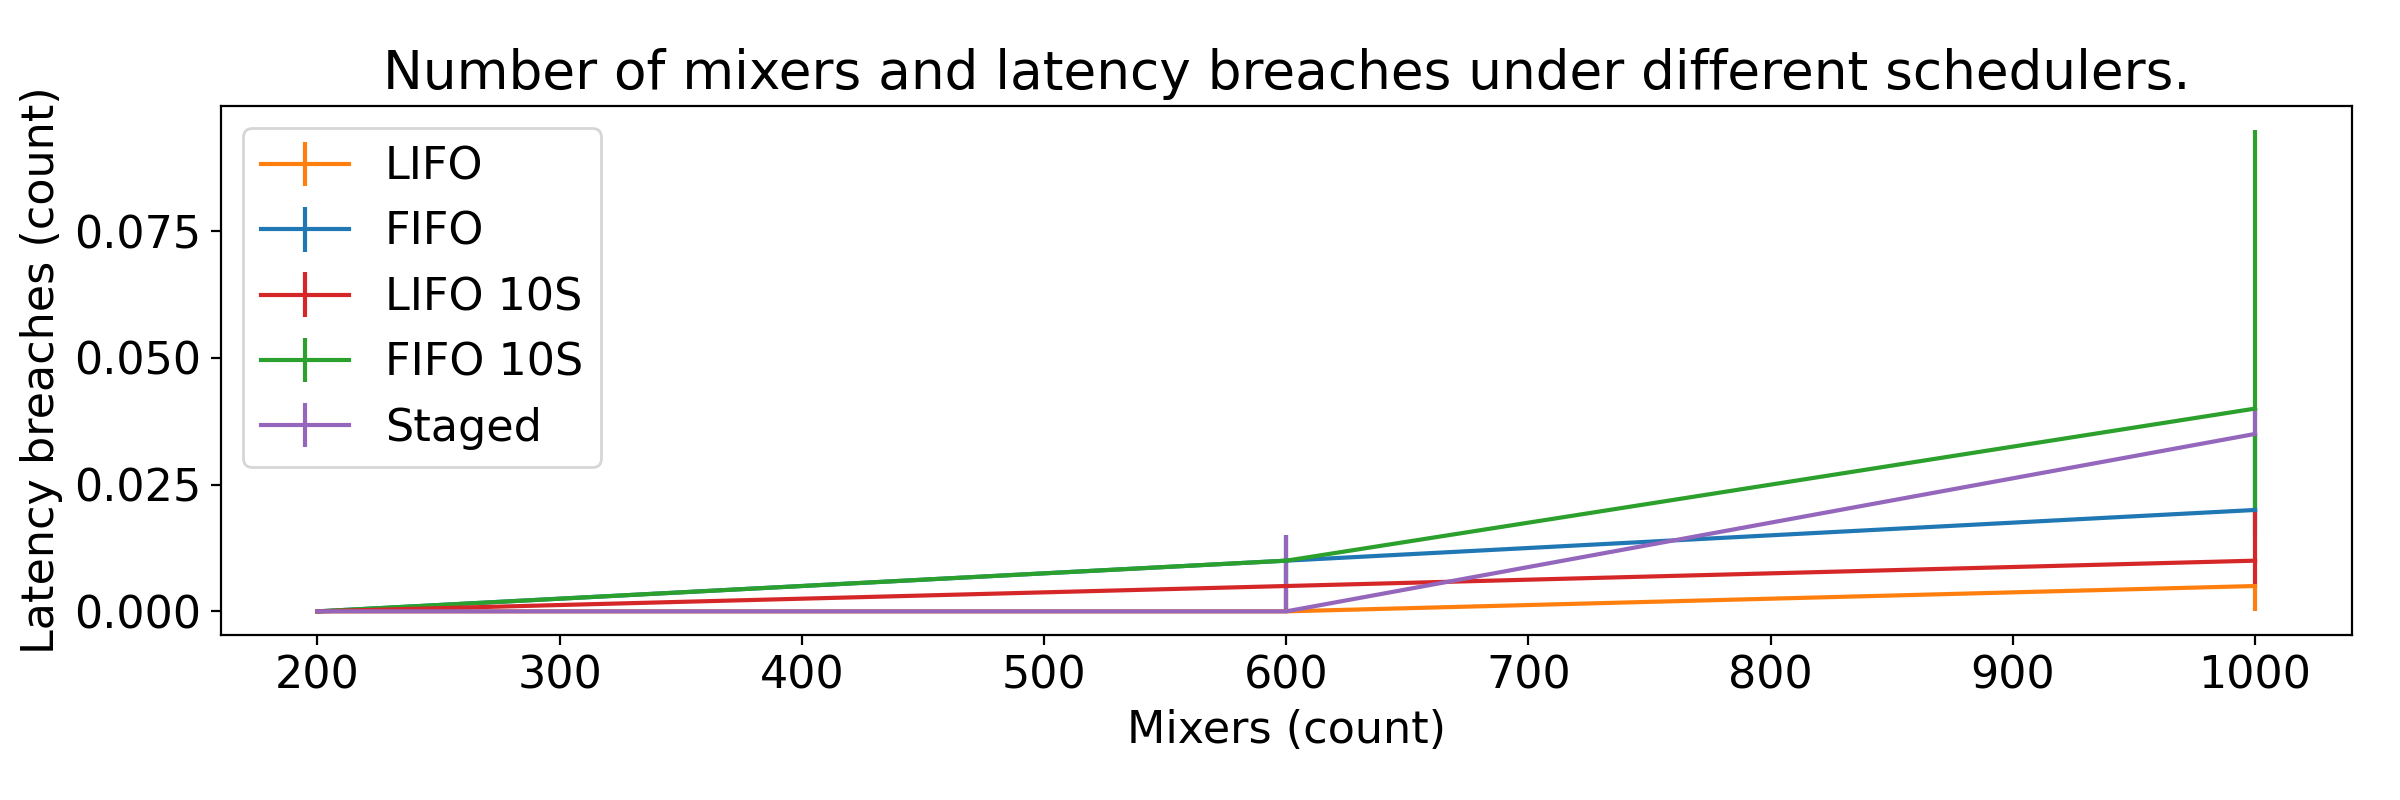 Number of mixers and latency breaches under different schedulers.
Latency breaches (count)
0.075
0.050
0.025
0.000
LIFO
FIFO
LIFO 10S
FIFO 10S
Staged
200 300 400 500 600 700 800 900 1000
Mixers (count)